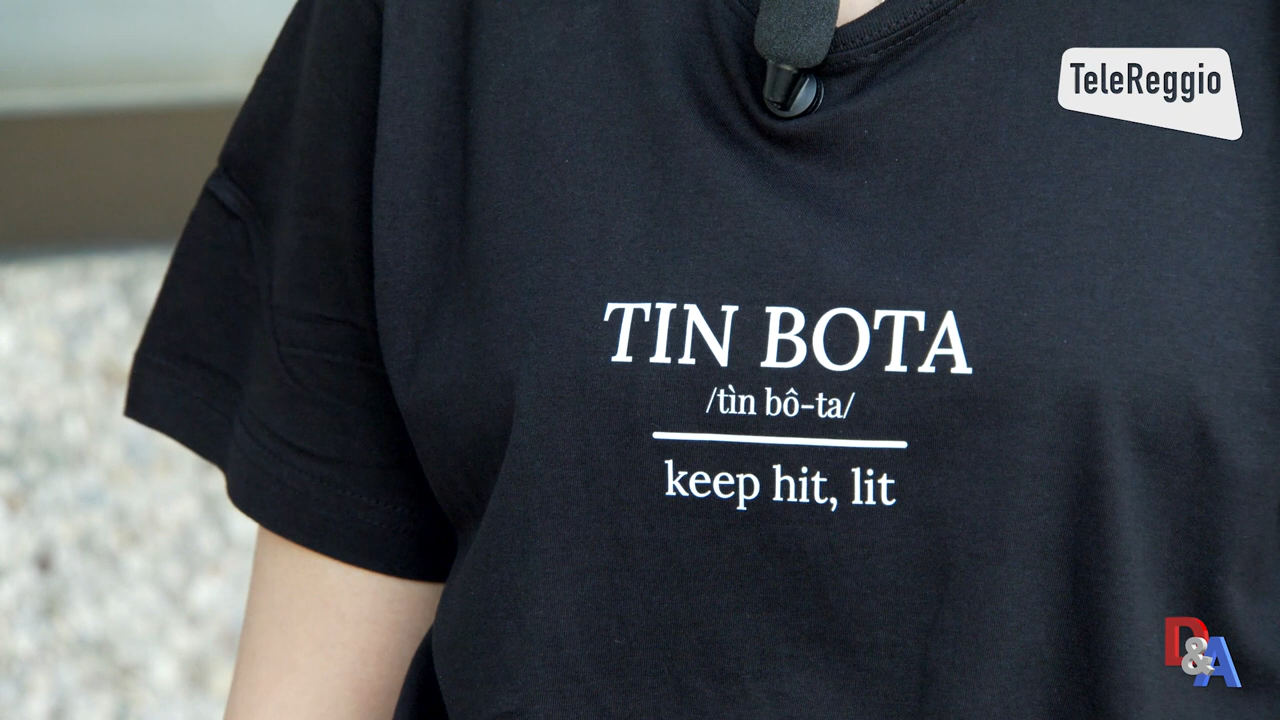 TeleReggio
TIN BOTA
/tìn bô-ta/
keep hit, lit
D&A